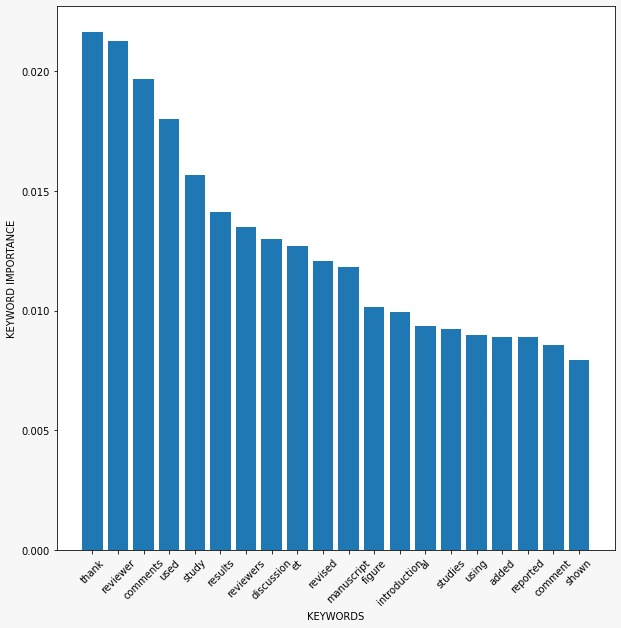 KEYWORD IMPORTANCE
0.020
0.015
0.010
0.005
0.000
thank
reviewer
comments
used
study
results
reviewers
discussion
et
revised
manuscript
figure
introduction
al
studies
using
added
reported
comment
shown
KEYWORDS